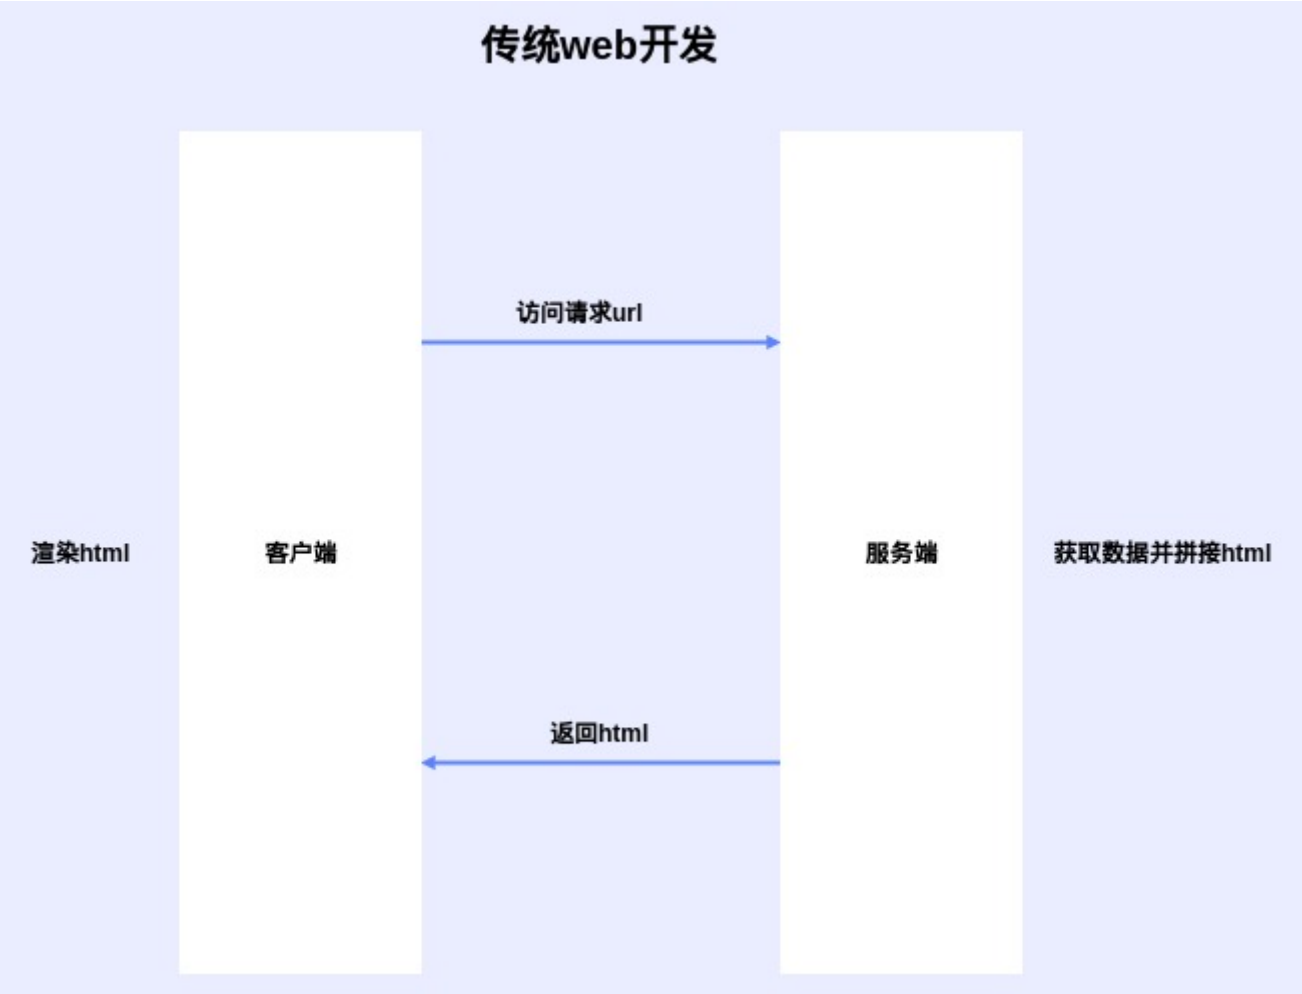 传统web开发
访问请求url
渲染html
客户端
服务端
获取数据并拼接html
返回html